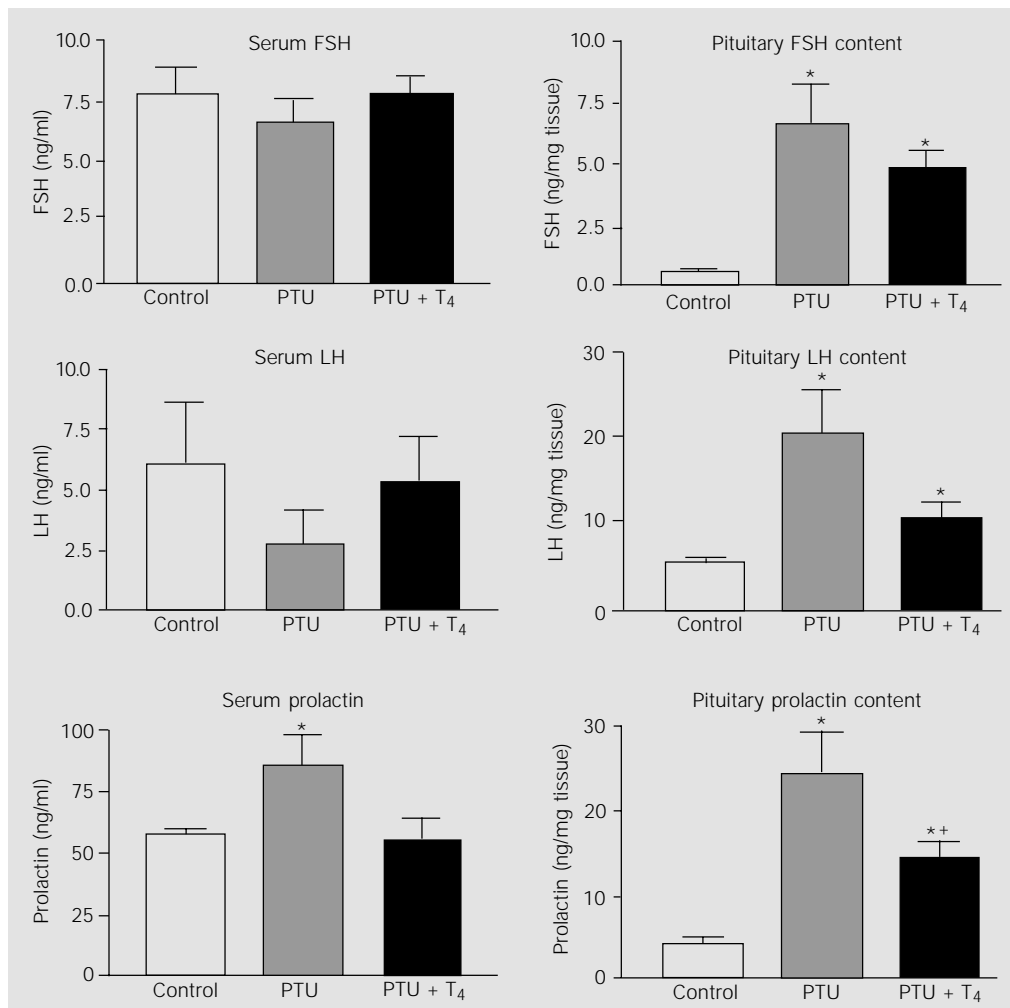 Serum FSH
FSH (ng/ml)
10.0
7.5
5.0
2.5
0.0
Control PTU PTU + T₄
Pituitary FSH content
FSH (ng/mg tissue)
10.0
7.5
5.0
2.5
0.0
*
*
Control PTU PTU + T₄
Serum LH
LH (ng/ml)
10.0
7.5
5.0
2.5
0.0
Control PTU PTU + T₄
Pituitary LH content
LH (ng/mg tissue)
30
20
10
0
*
*
Control PTU PTU + T₄
Serum prolactin
Prolactin (ng/ml)
100
75
50
25
0
*
Control PTU PTU + T₄
Pituitary prolactin content
Prolactin (ng/mg tissue)
30
20
10
0
*
*+
Control PTU PTU + T₄